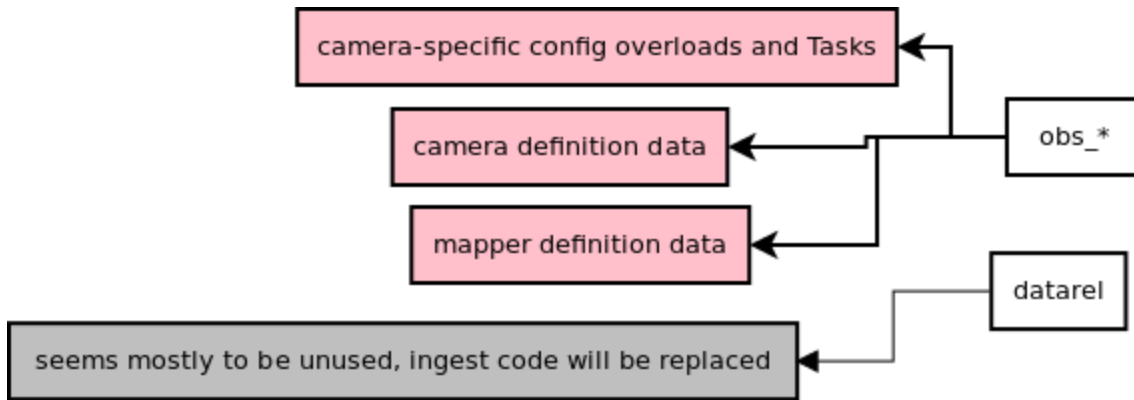 camera-specific config overloads and Tasks
camera definition data
obs_*
mapper definition data
datarel
seems mostly to be unused, ingest code will be replaced